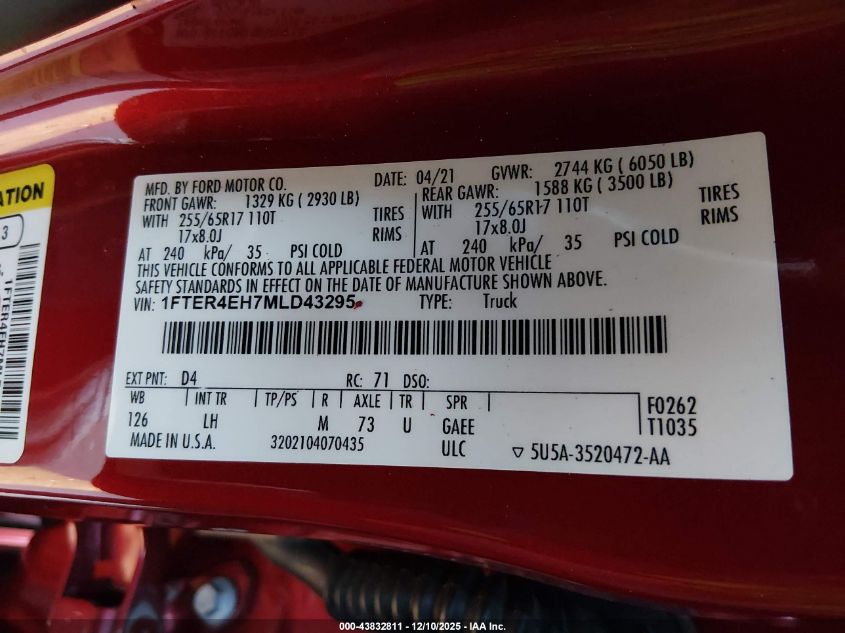 ATION
3
1FTER4EH7ML
MFD. BY FORD MOTOR CO.
DATE: 04/21
GVWR: 2744 KG ( 6050 LB)
FRONT GAWR: 1329 KG ( 2930 LB)
WITH 255/65R17 110T TIRES
17x8.0J RIMS
AT 240 kPa/ 35 PSI COLD
REAR GAWR: 1588 KG ( 3500 LB)
WITH 255/65R17 110T TIRES
17x8.0J RIMS
AT 240 kPa/ 35 PSI COLD
THIS VEHICLE CONFORMS TO ALL APPLICABLE FEDERAL MOTOR VEHICLE
SAFETY STANDARDS IN EFFECT ON THE DATE OF MANUFACTURE SHOWN ABOVE.
VIN: 1FTER4EH7MLD43295
TYPE: Truck
EXT PNT: D4 RC: 71 DSO:
WB INT TR TP/PS R AXLE TR SPR
126 LH M 73 U GAEE
F0262
T1035
MADE IN U.S.A. 3202104070435 ULC ▽ 5U5A-3520472-AA
000-43832811 - 12/10/2025 - IAA Inc.